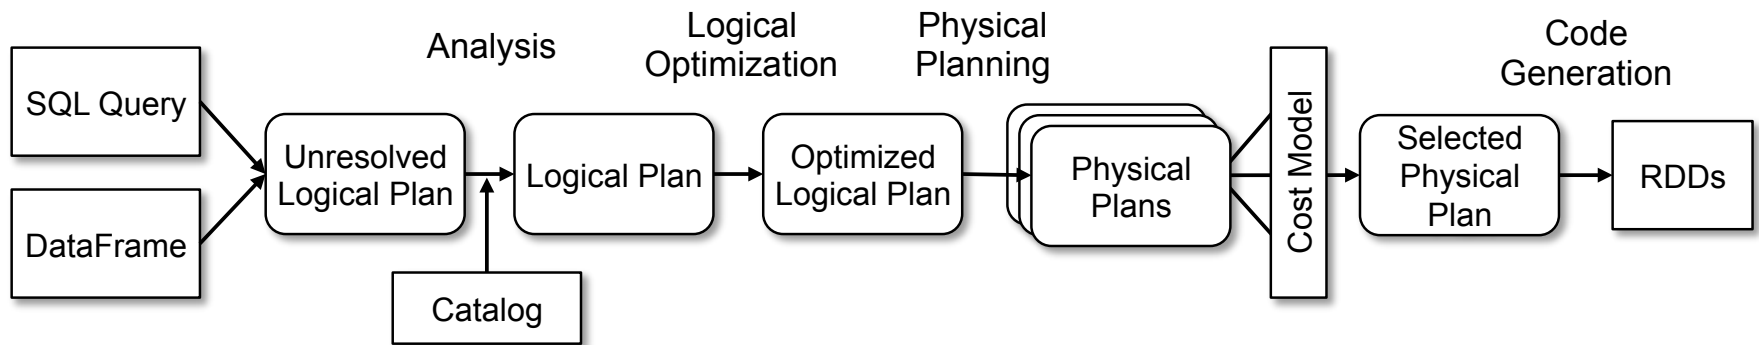 Analysis
Logical
Optimization
Physical
Planning
Code
Generation
SQL Query
DataFrame
Unresolved
Logical Plan
Catalog
Logical Plan
Optimized
Logical Plan
Physical
Plans
Cost Model
Selected
Physical
Plan
RDDs